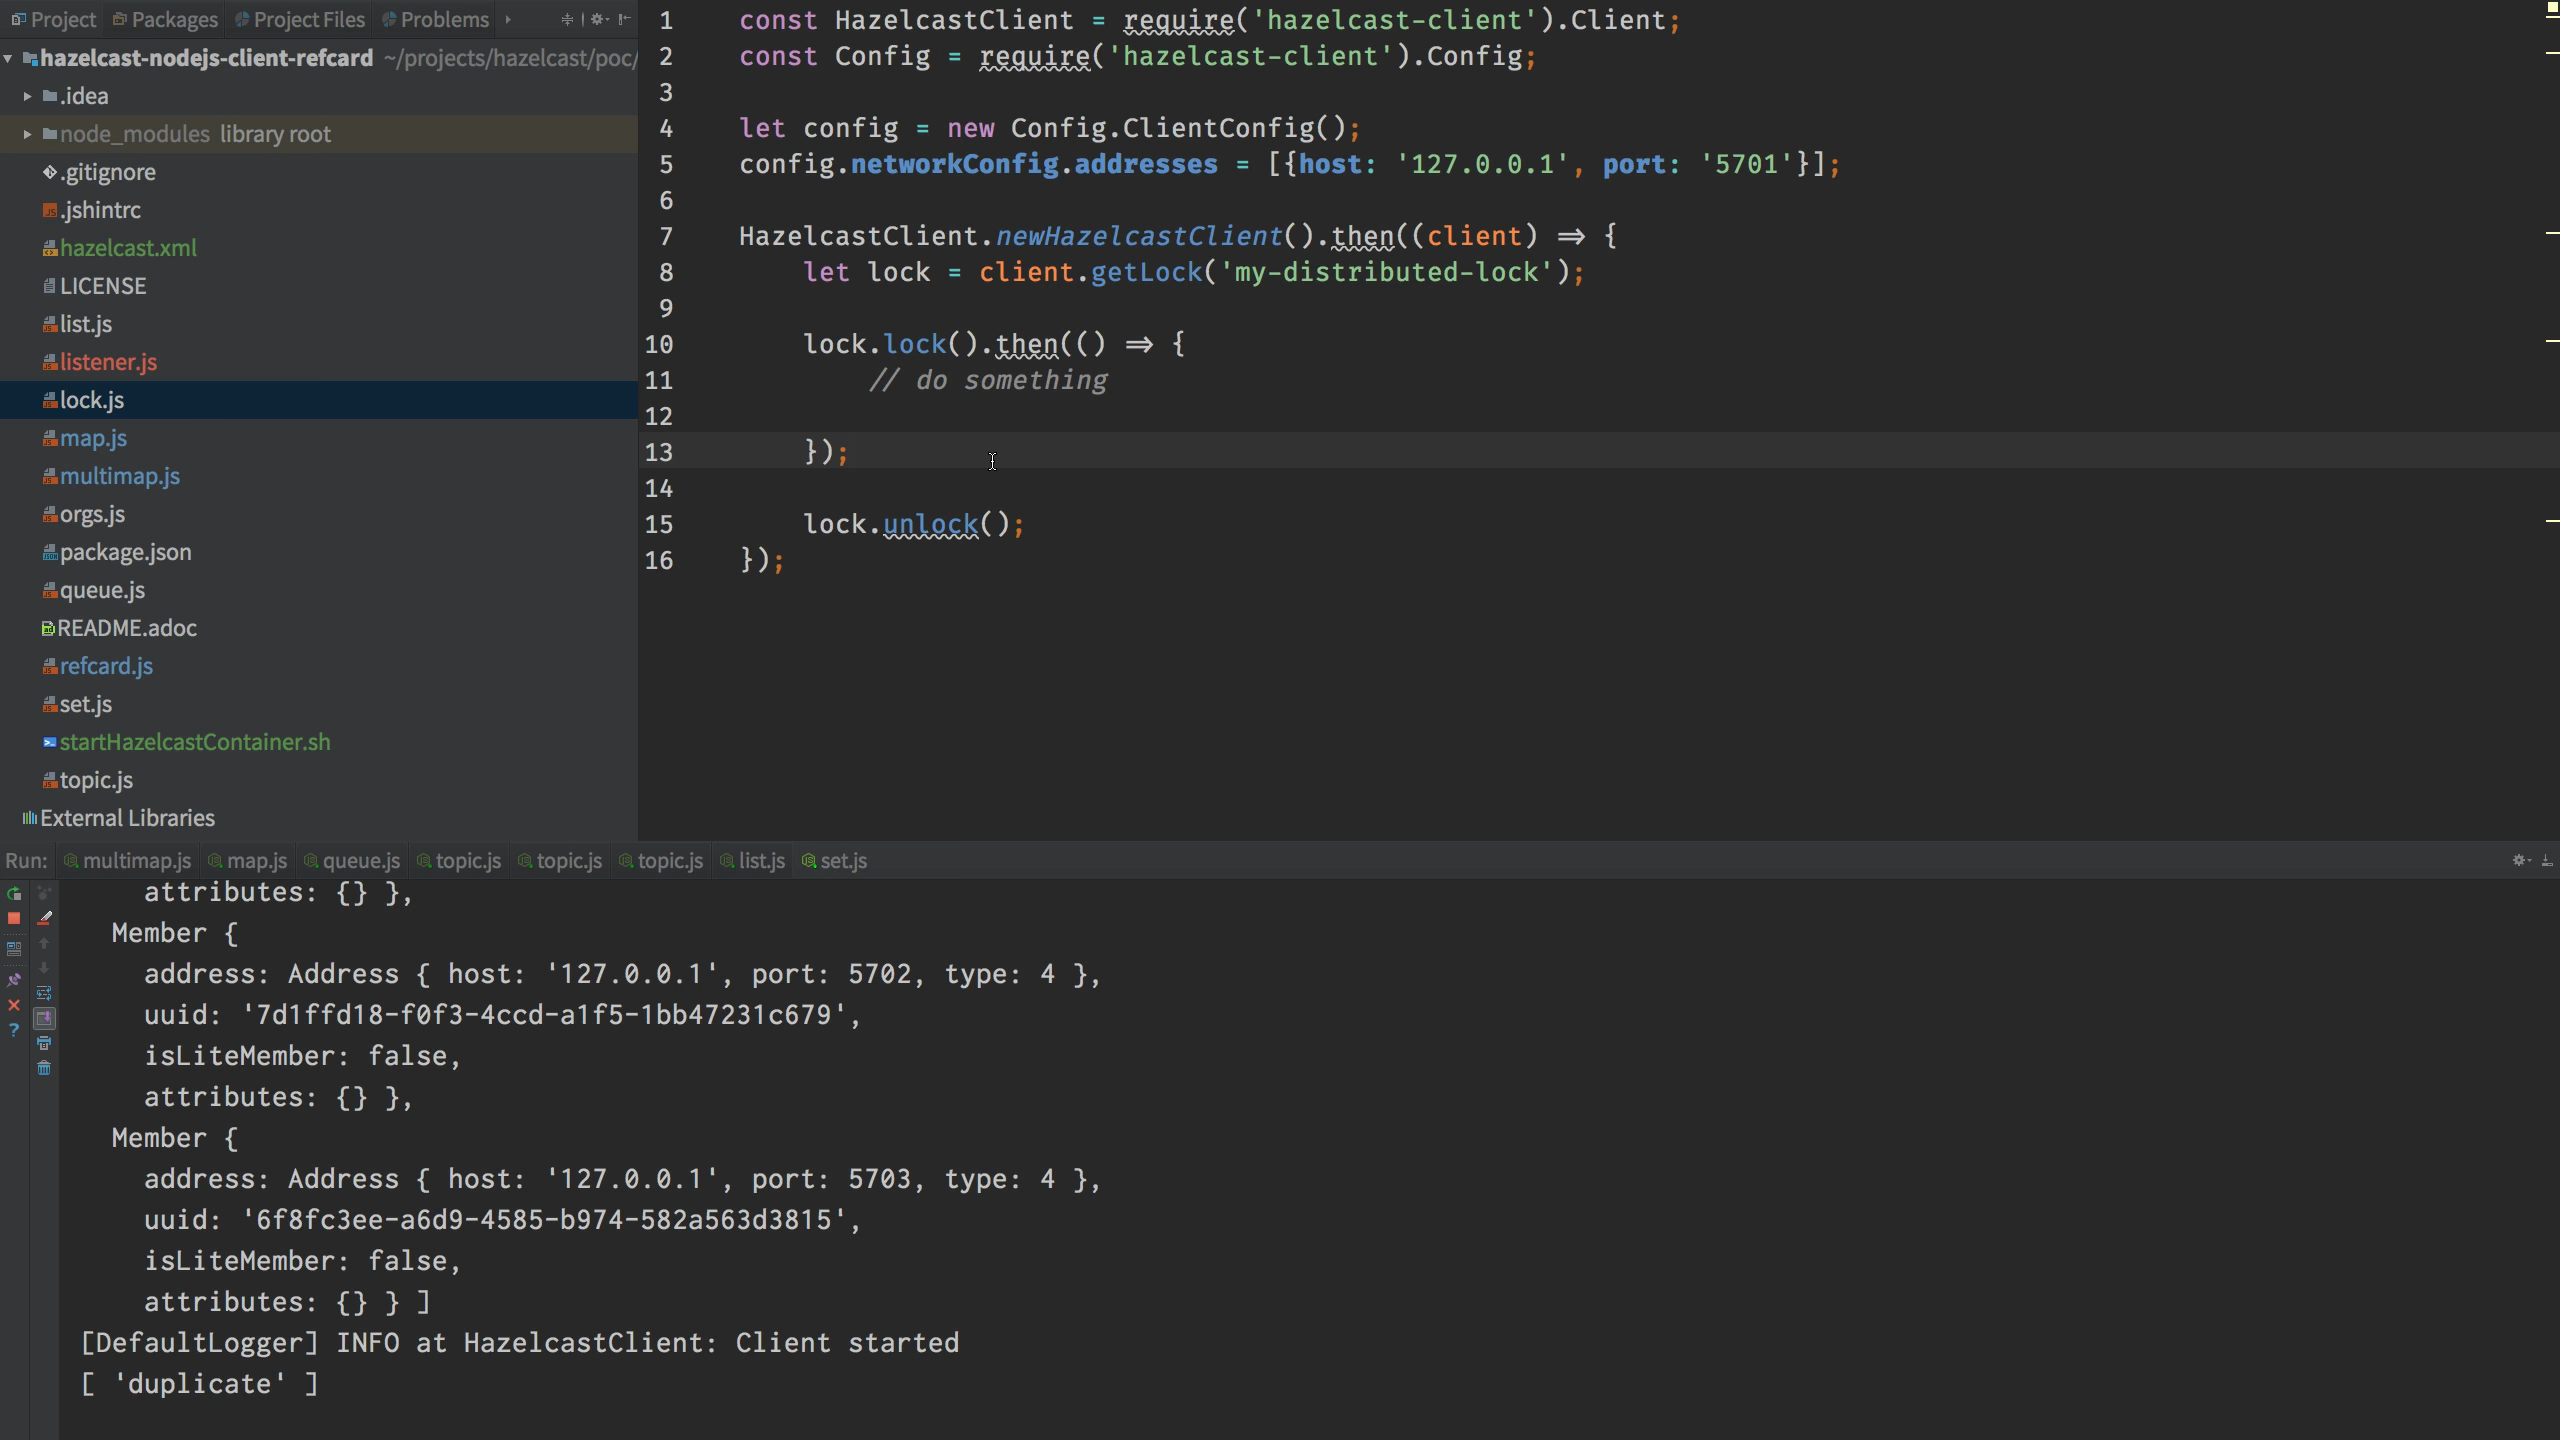 Project Packages Project Files Problems
hazelcast-nodejs-client-refcard ~/projects/hazelcast/poc/
.idea
node_modules library root
.gitignore
.jshintrc
hazelcast.xml
LICENSE
list.js
listener.js
lock.js
map.js
multimap.js
orgs.js
package.json
queue.js
README.adoc
refcard.js
set.js
startHazelcastContainer.sh
topic.js
External Libraries
1 const HazelcastClient = require('hazelcast-client').Client;
2 const Config = require('hazelcast-client').Config;
3
4 let config = new Config.ClientConfig();
5 config.networkConfig.addresses = [{host: '127.0.0.1', port: '5701'}];
6
7 HazelcastClient.newHazelcastClient().then((client) => {
8 let lock = client.getLock('my-distributed-lock');
9
10 lock.lock().then(() => {
11 // do something
12
13 });
14
15 lock.unlock();
16 });
Run: multimap.js map.js queue.js topic.js topic.js topic.js list.js set.js
attributes: {} },
Member {
address: Address { host: '127.0.0.1', port: 5702, type: 4 },
uuid: '7d1ffd18-f0f3-4ccd-a1f5-1bb47231c679',
isLiteMember: false,
attributes: {} },
Member {
address: Address { host: '127.0.0.1', port: 5703, type: 4 },
uuid: '6f8fc3ee-a6d9-4585-b974-582a563d3815',
isLiteMember: false,
attributes: {} } ]
[DefaultLogger] INFO at HazelcastClient: Client started
[ 'duplicate' ]